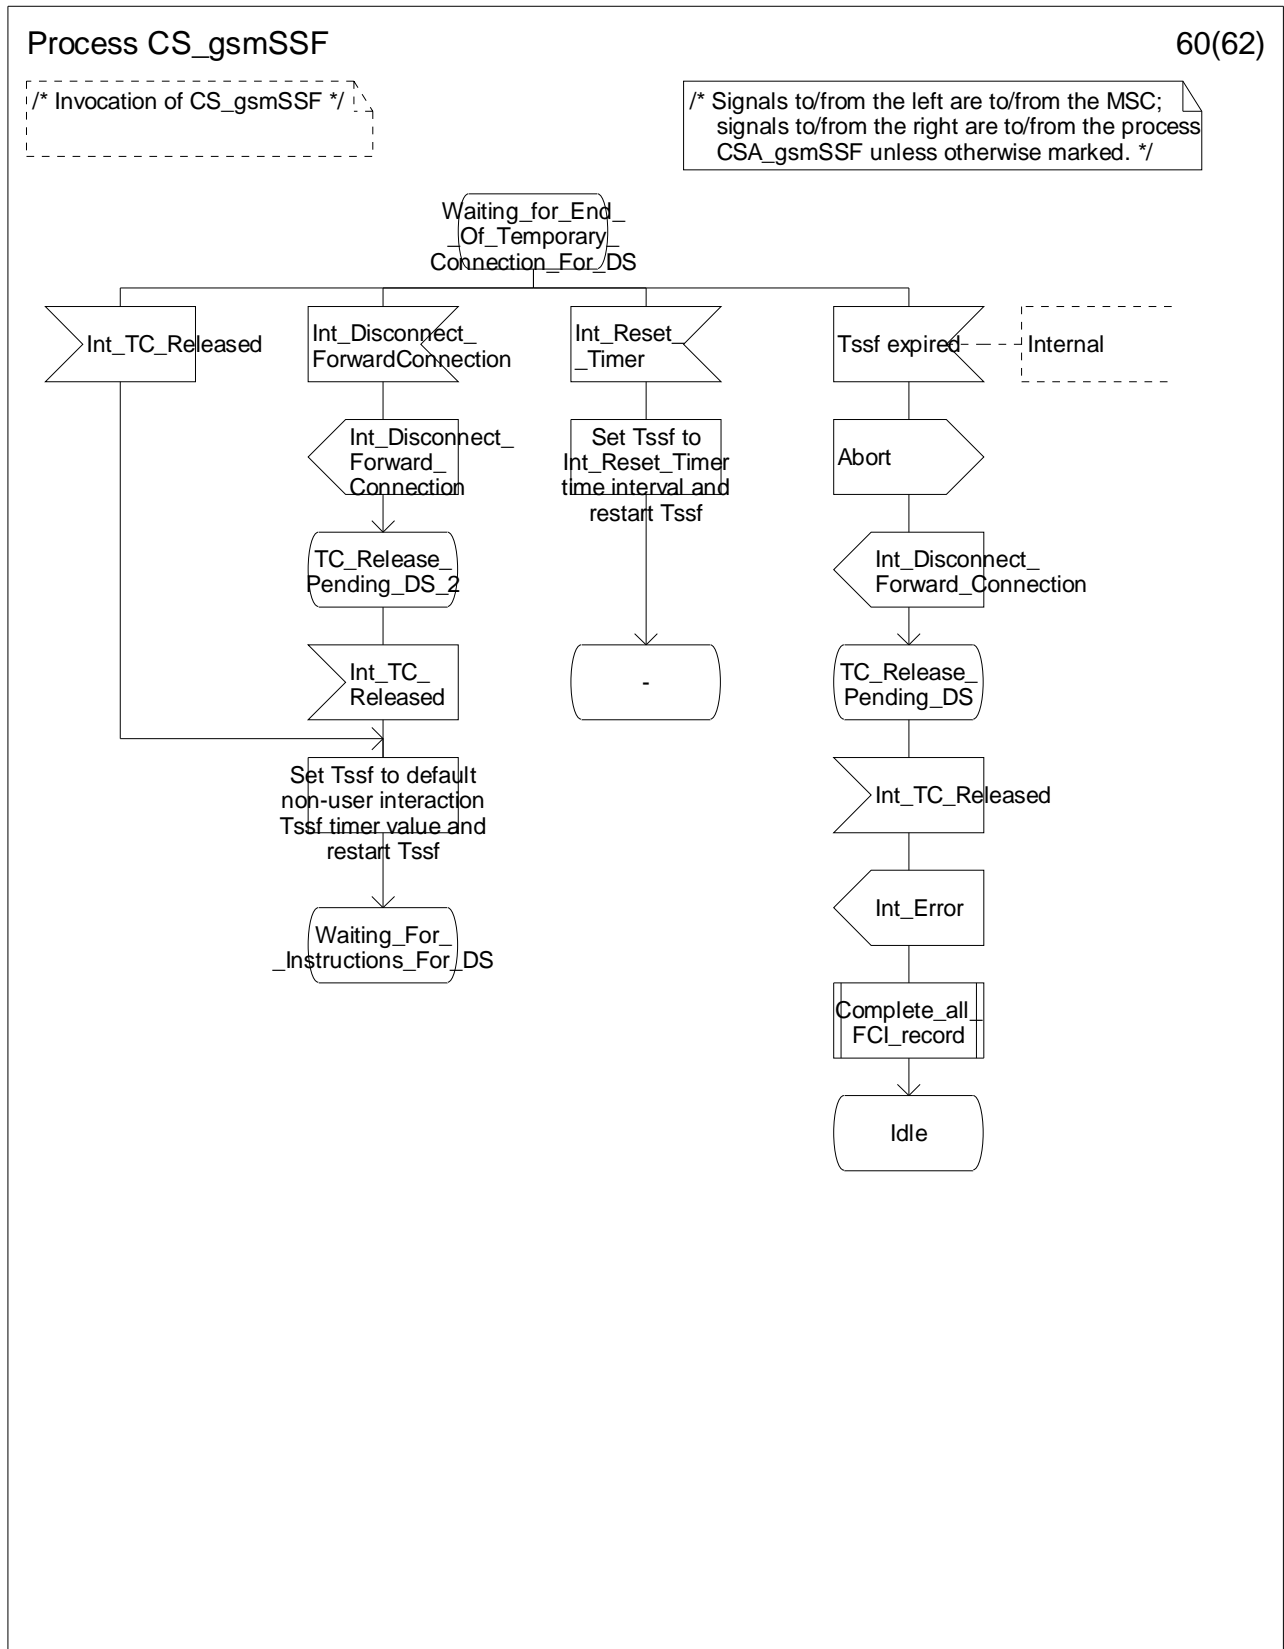 Process CS_gsmSSF
60(62)
/* Invocation of CS_gsmSSF */
/* Signals to/from the left are to/from the MSC;
signals to/from the right are to/from the process
CSA_gsmSSF unless otherwise marked. */
Waiting_for_End_
_Of_Temporary_
Connection_For_DS
Int_TC_Released
Int_Disconnect_
ForwardConnection
Int_Reset_
_Timer
Tssf expired
Internal
Int_Disconnect_
Forward_
Connection
Set Tssf to
Int_Reset_Timer
time interval and
restart Tssf
Abort
TC_Release_
Pending_DS_2
Int_Disconnect_
Forward_Connection
Int_TC_
Released
-
TC_Release_
Pending_DS
Set Tssf to default
non-user interaction
Tssf timer value and
restart Tssf
Int_TC_Released
Waiting_For_
_Instructions_For_DS
Int_Error
Complete_all_
FCI_record
Idle